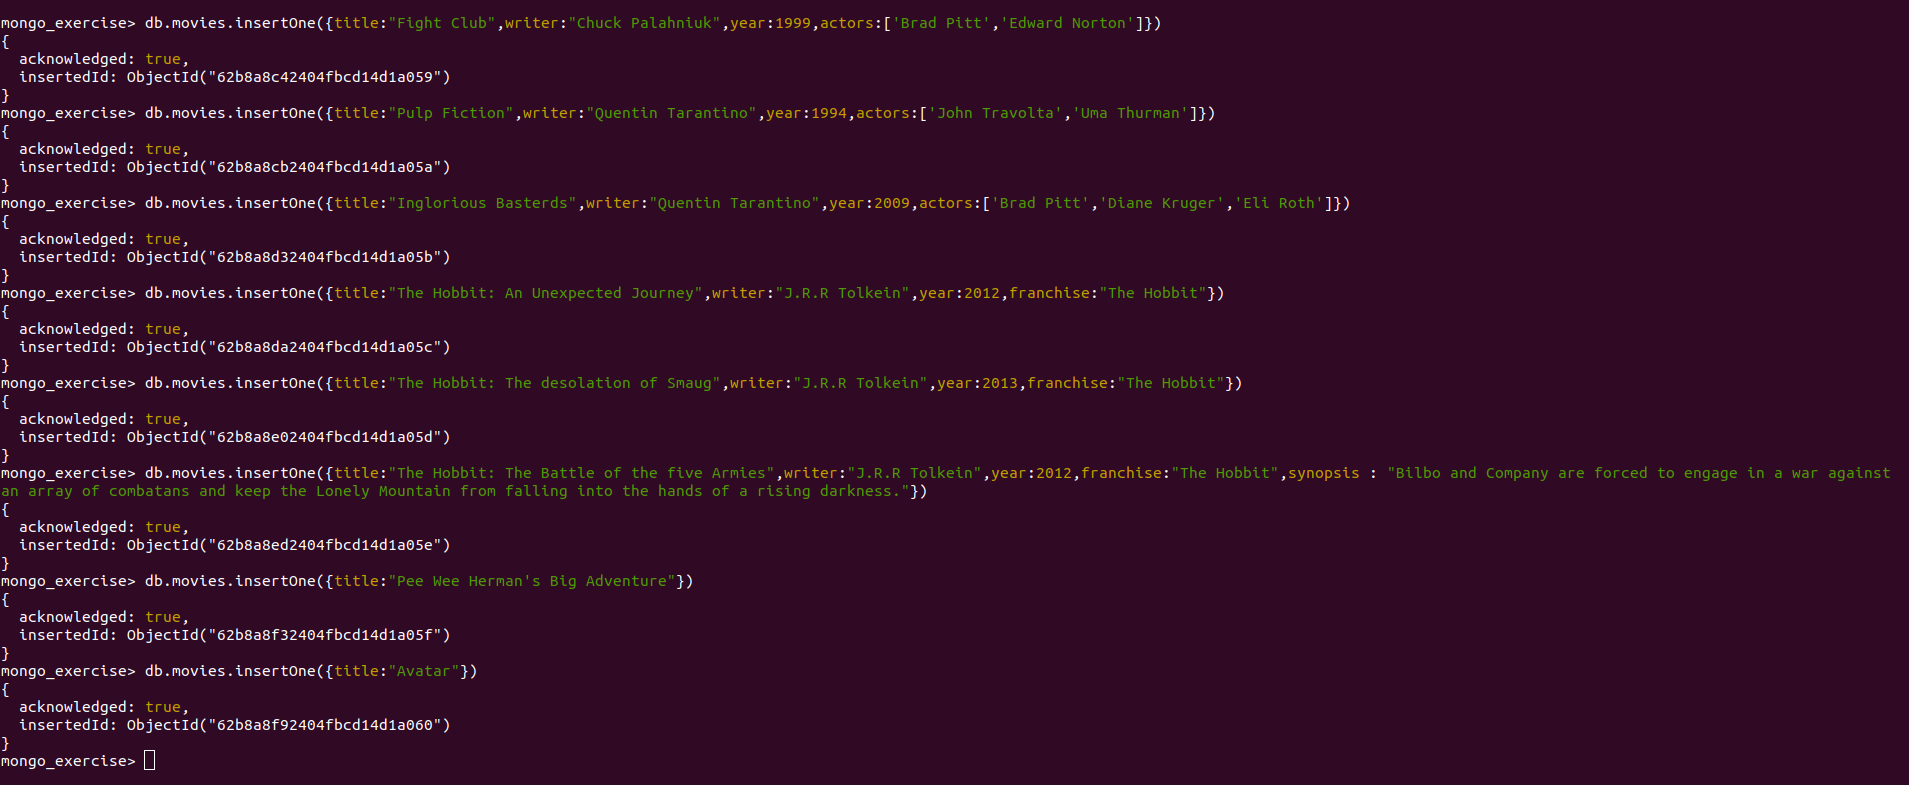 mongo_exercise> db.movies.insertOne({title:"Fight Club",writer:"Chuck Palahniuk",year:1999,actors:['Brad Pitt','Edward Norton']})
{
  acknowledged: true,
  insertedId: ObjectId("62b8a8c42404fbcd14d1a059")
}
mongo_exercise> db.movies.insertOne({title:"Pulp Fiction",writer:"Quentin Tarantino",year:1994,actors:['John Travolta','Uma Thurman']})
{
  acknowledged: true,
  insertedId: ObjectId("62b8a8cb2404fbcd14d1a05a")
}
mongo_exercise> db.movies.insertOne({title:"Inglorious Basterds",writer:"Quentin Tarantino",year:2009,actors:['Brad Pitt','Diane Kruger','Eli Roth']})
{
  acknowledged: true,
  insertedId: ObjectId("62b8a8d32404fbcd14d1a05b")
}
mongo_exercise> db.movies.insertOne({title:"The Hobbit: An Unexpected Journey",writer:"J.R.R Tolkein",year:2012,franchise:"The Hobbit"})
{
  acknowledged: true,
  insertedId: ObjectId("62b8a8da2404fbcd14d1a05c")
}
mongo_exercise> db.movies.insertOne({title:"The Hobbit: The desolation of Smaug",writer:"J.R.R Tolkein",year:2013,franchise:"The Hobbit"})
{
  acknowledged: true,
  insertedId: ObjectId("62b8a8e02404fbcd14d1a05d")
}
mongo_exercise> db.movies.insertOne({title:"The Hobbit: The Battle of the five Armies",writer:"J.R.R Tolkein",year:2012,franchise:"The Hobbit",synopsis : "Bilbo and Company are forced to engage in a war against
an array of combatans and keep the Lonely Mountain from falling into the hands of a rising darkness."})
{
  acknowledged: true,
  insertedId: ObjectId("62b8a8ed2404fbcd14d1a05e")
}
mongo_exercise> db.movies.insertOne({title:"Pee Wee Herman's Big Adventure"})
{
  acknowledged: true,
  insertedId: ObjectId("62b8a8f32404fbcd14d1a05f")
}
mongo_exercise> db.movies.insertOne({title:"Avatar"})
{
  acknowledged: true,
  insertedId: ObjectId("62b8a8f92404fbcd14d1a060")
}
mongo_exercise>